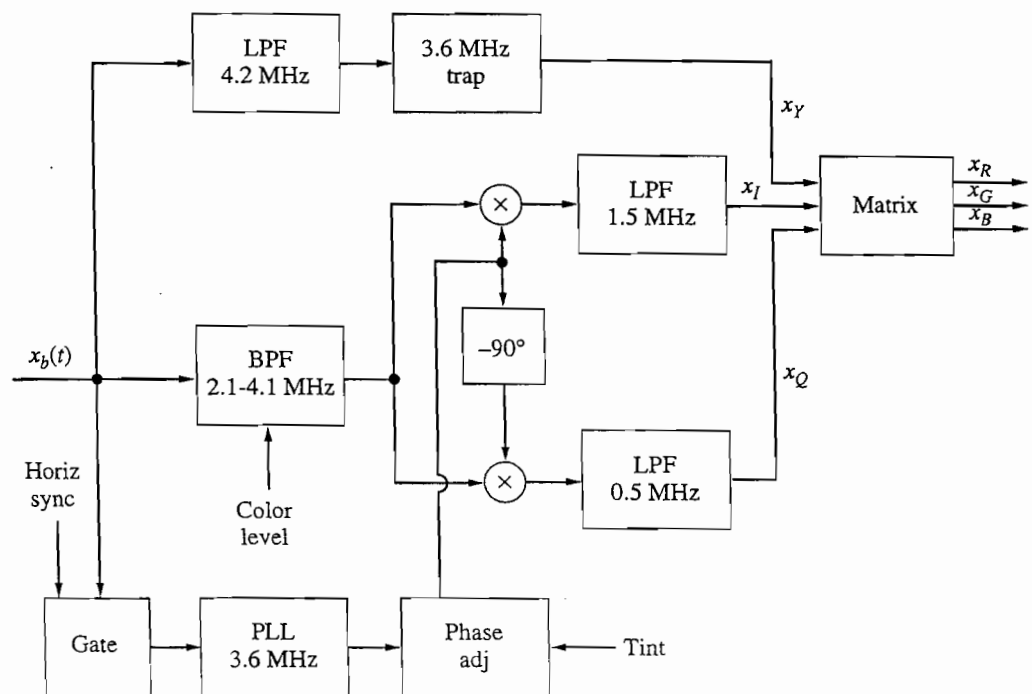 LPF
4.2 MHz
3.6 MHz
trap
x_Y
LPF
1.5 MHz
x_I
Matrix
x_R
x_G
x_B
×
–90°
x_b(t)
BPF
2.1-4.1 MHz
x_Q
×
LPF
0.5 MHz
Horiz
sync
Color
level
Gate
PLL
3.6 MHz
Phase
adj
Tint